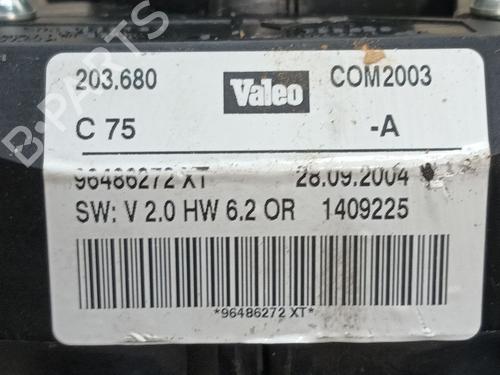 203.680 Valeo COM2003
C 75 -A
96486272 XT 28.09.2004
SW: V 2.0 HW 6.2 OR 1409225
*96486272 XT*
B-PARTS